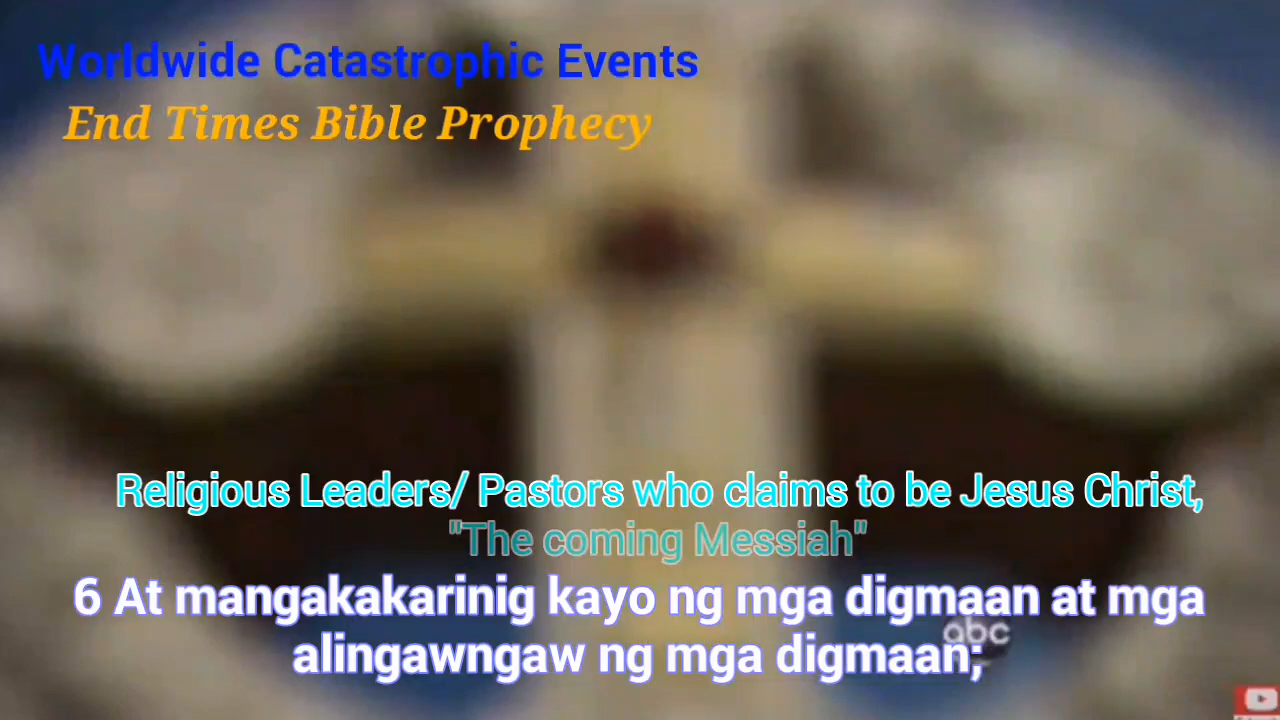 Worldwide Catastrophic Events
End Times Bible Prophecy
Religious Leaders/ Pastors who claims to be Jesus Christ,
"The coming Messiah"
6 At mangakakarinig kayo ng mga digmaan at mga
alingawngaw ng mga digmaan;
abc